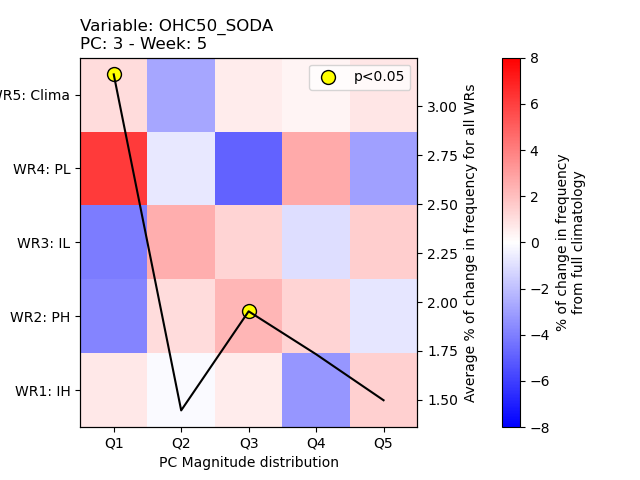 Variable: OHC50_SODA
PC: 3 - Week: 5
p<0.05
WR5: Clima
WR4: PL
WR3: IL
WR2: PH
WR1: IH
Q1 Q2 Q3 Q4 Q5
PC Magnitude distribution
3.00
2.75
2.50
2.25
2.00
1.75
1.50
Average % of change in frequency for all WRs
8
6
4
2
0
−2
−4
−6
−8
% of change in frequency
from full climatology